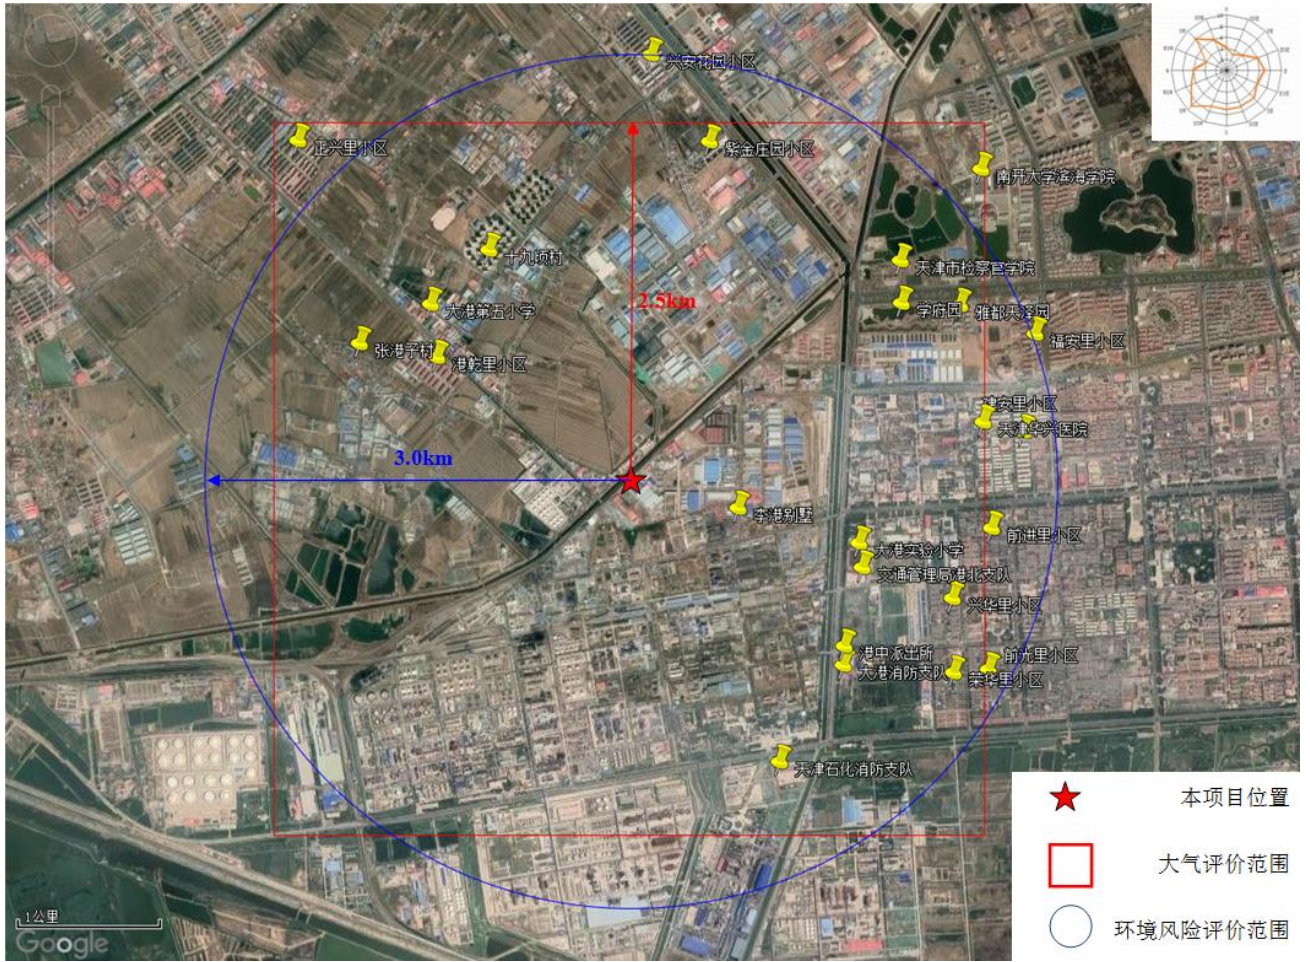 兴安花园小区
正兴里小区
紫金庄园小区
南开大学滨海学院
十九顷村
天津市检察官学院
2.5km
大港第五小学
学府园
雅都天泽园
福安里小区
张港子村
港乾里小区
建安里小区
天津华兴医院
3.0km
李港别墅
前进里小区
大港实验小学
交通管理局港北支队
兴华里小区
港中派出所
前光里小区
大港消防支队
荣华里小区
天津石化消防支队
本项目位置
大气评价范围
环境风险评价范围
1公里
Google